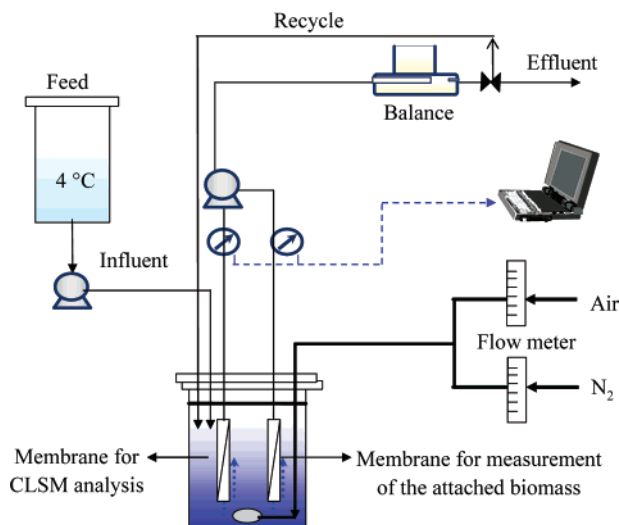 Recycle
Feed
Effluent
Balance
4 °C
Influent
Air
Flow meter
N₂
Membrane for
CLSM analysis
Membrane for measurement
of the attached biomass